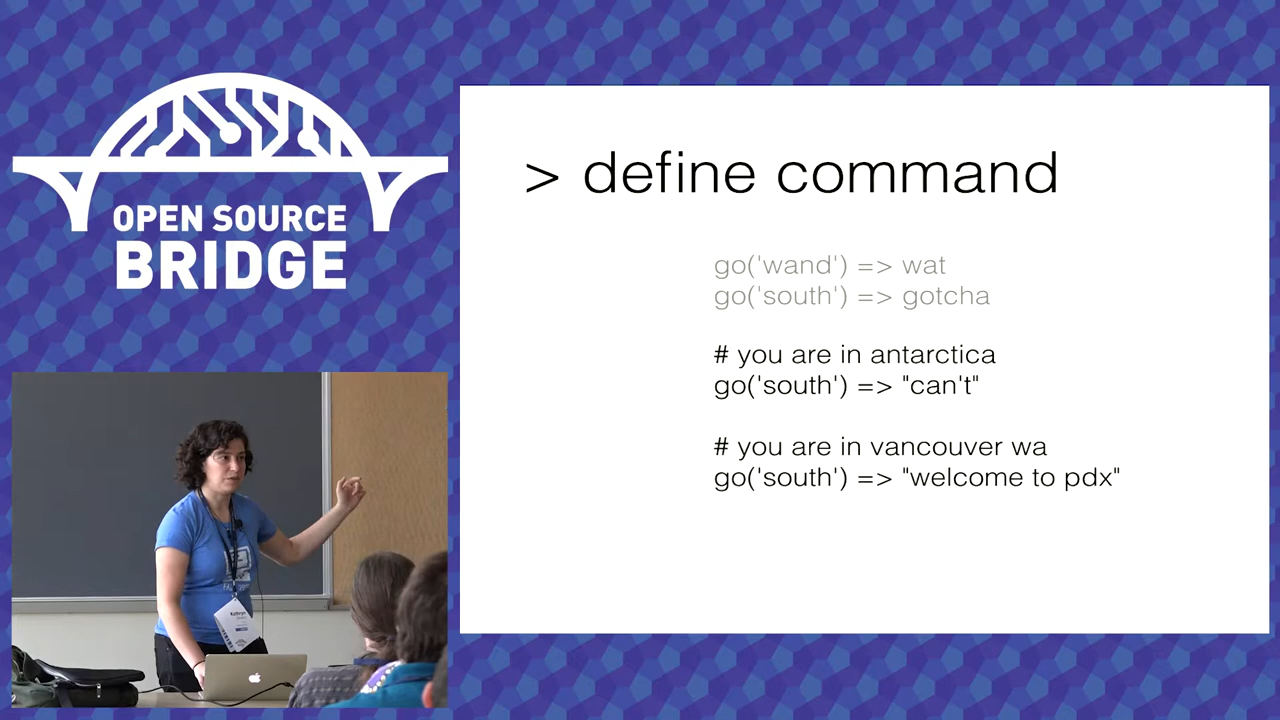 OPEN SOURCE
BRIDGE
> define command
go('wand') => wat
go('south') => gotcha
# you are in antarctica
go('south') => "can't"
# you are in vancouver wa
go('south') => "welcome to pdx"
Kathryn